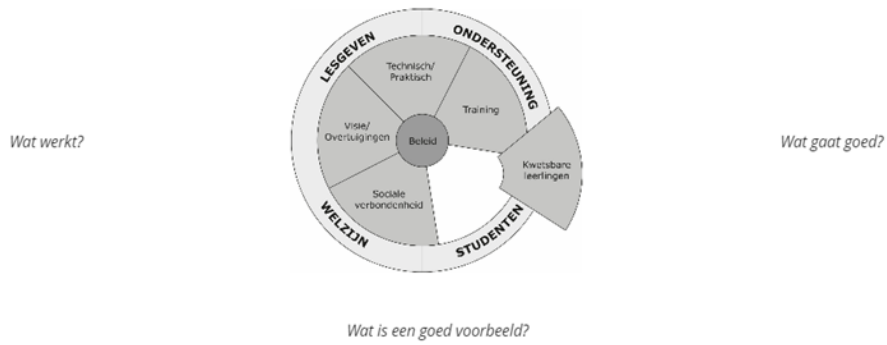 LESGEVEN
ONDERSTEUNING
Technisch/
Praktisch
Training
Visie/
Overtuigingen
Beleid
Wat werkt?
Wat gaat goed?
Kwetsbare
leerlingen
Sociale
verbondenheid
WELZIJN
STUDENTEN
Wat is een goed voorbeeld?